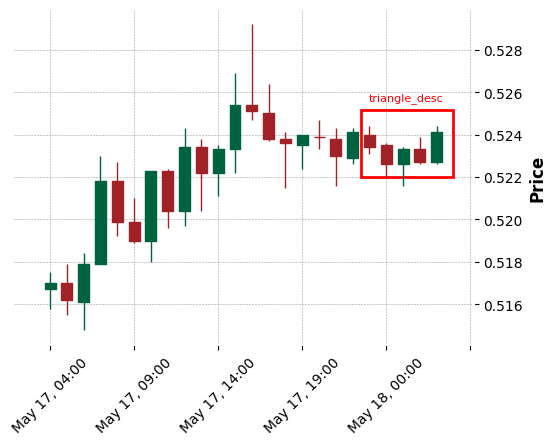 triangle_desc
0.528
0.526
0.524
0.522
0.520
0.518
0.516
Price
May 17, 04:00
May 17, 09:00
May 17, 14:00
May 17, 19:00
May 18, 00:00